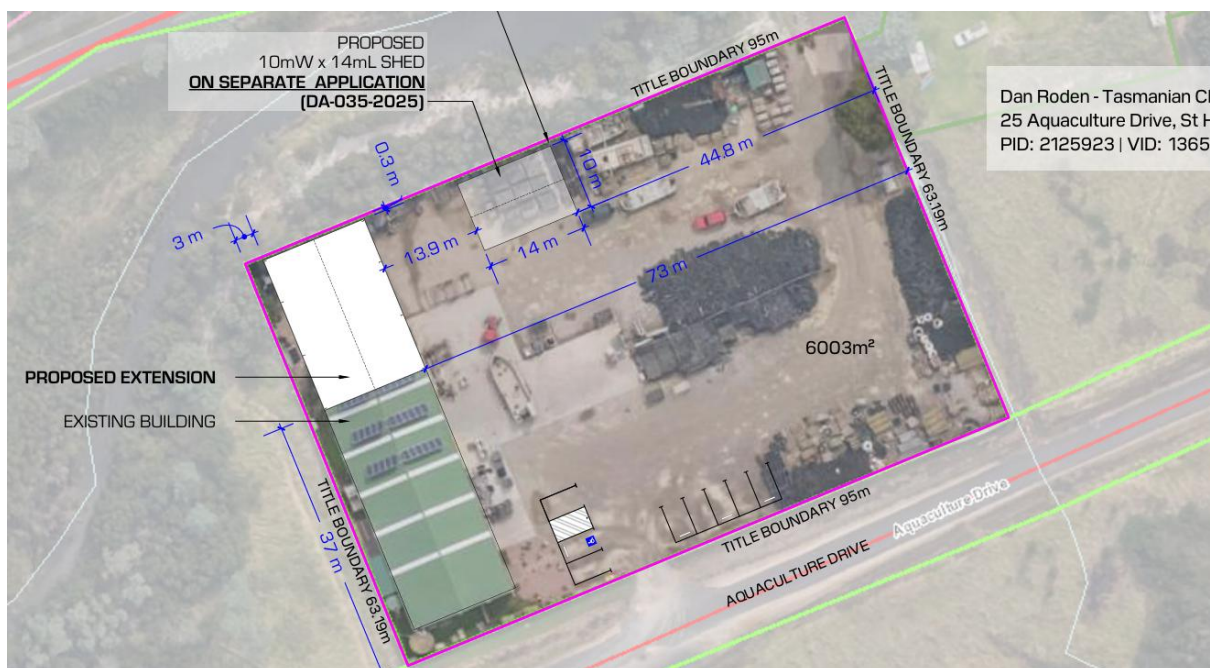 PROPOSED
10mW x 14mL SHED
ON SEPARATE APPLICATION
(DA-035-2025)
TITLE BOUNDARY 95m
TITLE BOUNDARY 63.19m
Dan Roden - Tasmanian Cl
25 Aquaculture Drive, St H
PID: 2125923 | VID: 1365
0.3 m
10 m
44.8 m
3 m
13.9 m
14 m
73 m
6003m²
PROPOSED EXTENSION
EXISTING BUILDING
37 m
TITLE BOUNDARY 63.19m
TITLE BOUNDARY 95m
Aquaculture Drive
AQUACULTURE DRIVE